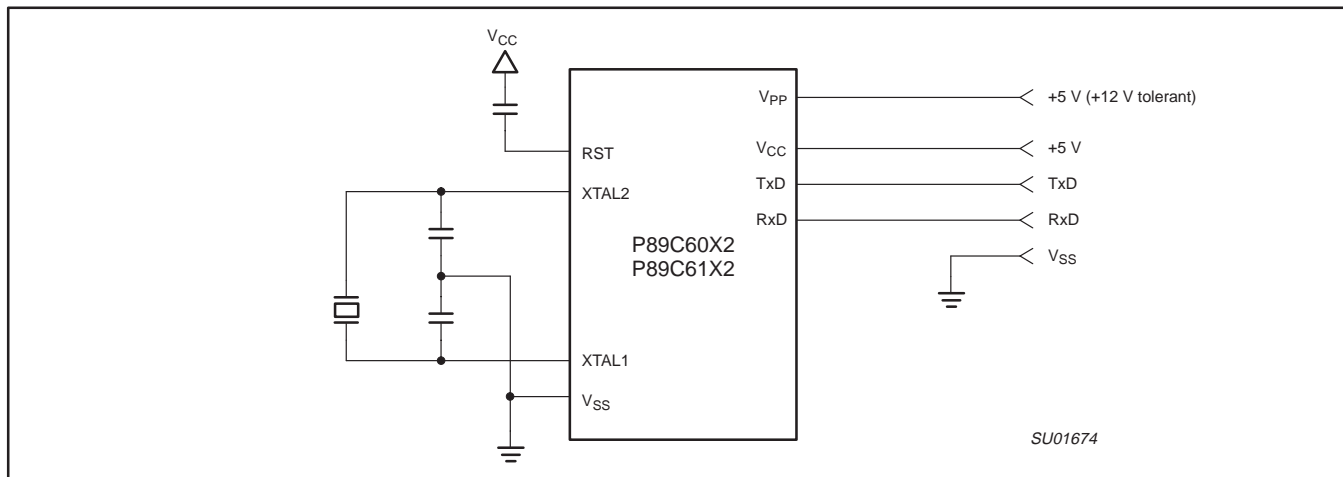 VCC
RST
XTAL2
XTAL1
VSS
P89C60X2
P89C61X2
VPP
VCC
TxD
RxD
+5 V (+12 V tolerant)
+5 V
TxD
RxD
VSS
SU01674